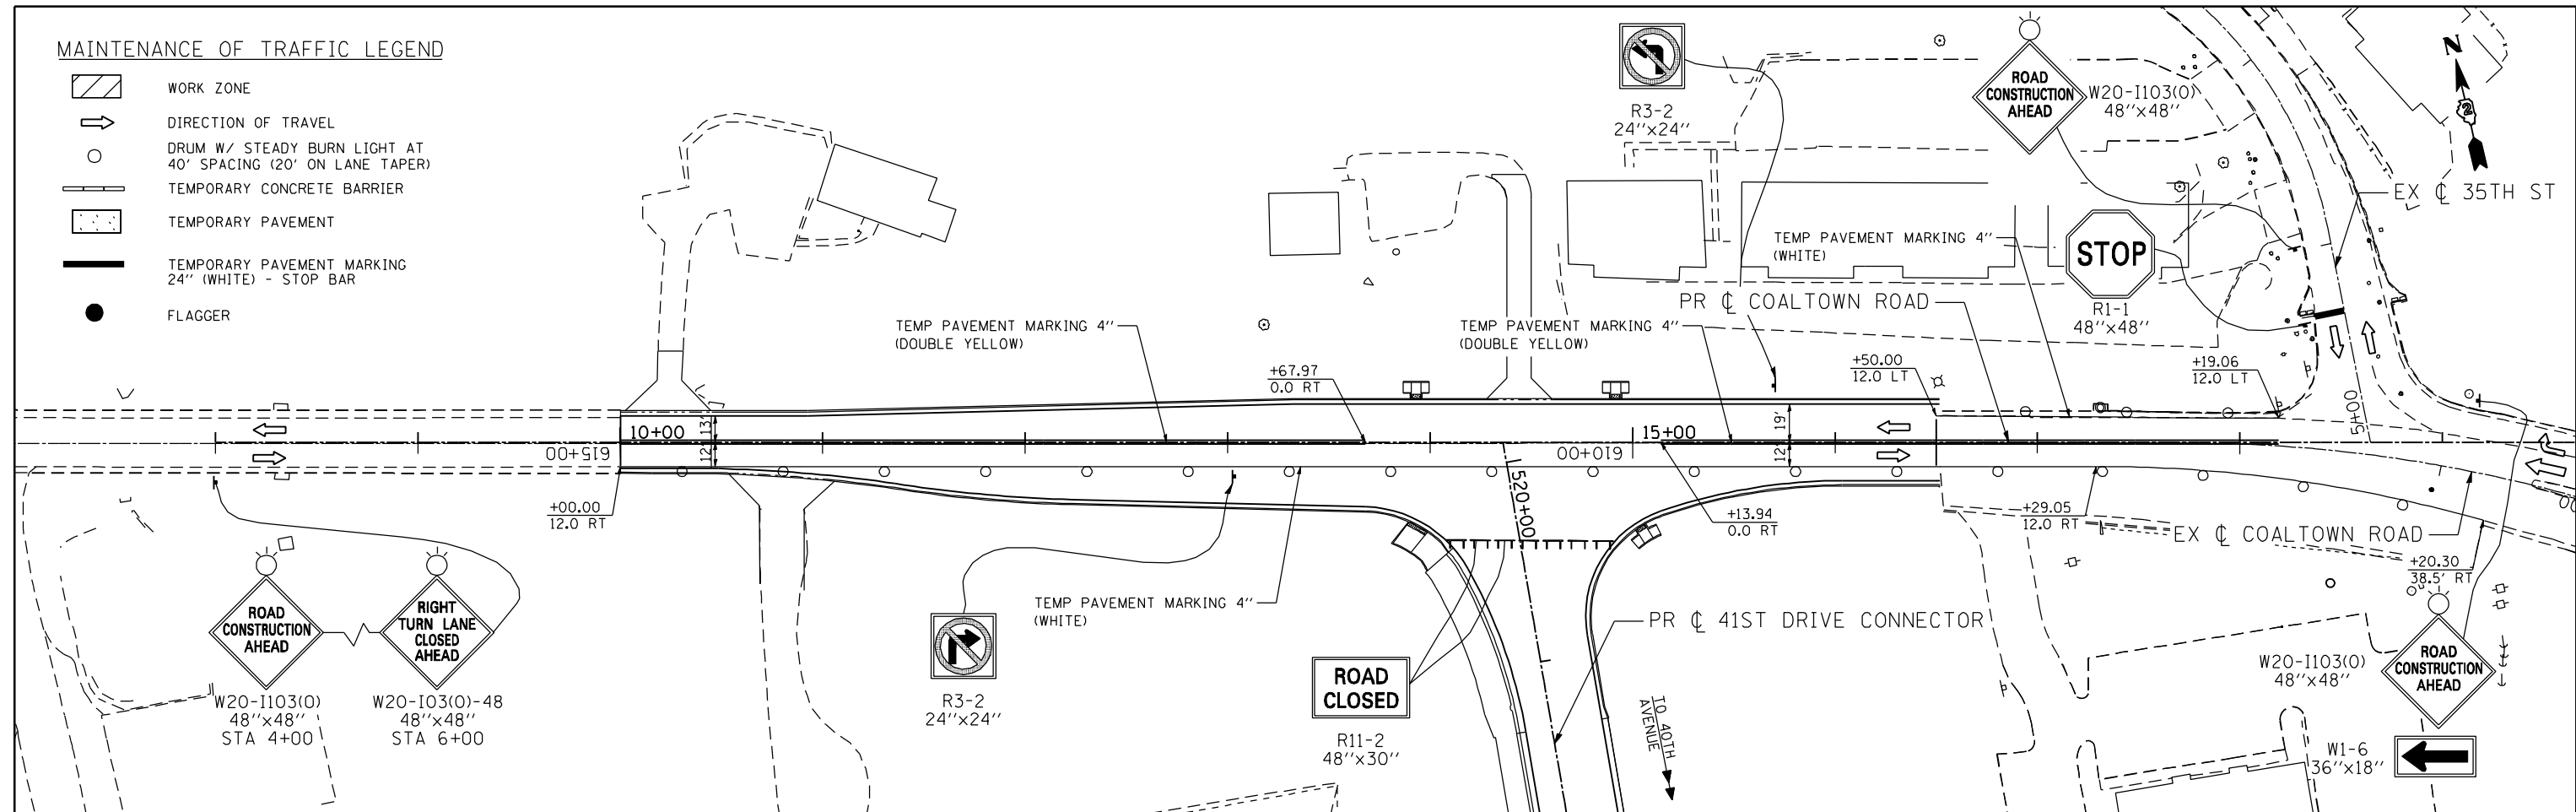 MAINTENANCE OF TRAFFIC LEGEND
WORK ZONE
DIRECTION OF TRAVEL
DRUM W/ STEADY BURN LIGHT AT
40' SPACING (20' ON LANE TAPER)
TEMPORARY CONCRETE BARRIER
TEMPORARY PAVEMENT
TEMPORARY PAVEMENT MARKING
24'' (WHITE) - STOP BAR
FLAGGER
R3-2
24''x24''
ROAD
CONSTRUCTION
AHEAD
W20-I103(O)
48''x48''
N
2
EX ℄ 35TH ST
STOP
R1-1
48''x48''
TEMP PAVEMENT MARKING 4''
(WHITE)
PR ℄ COALTOWN ROAD
TEMP PAVEMENT MARKING 4''
(DOUBLE YELLOW)
TEMP PAVEMENT MARKING 4''
(DOUBLE YELLOW)
+67.97
0.0 RT
+50.00
12.0 LT
+19.06
12.0 LT
5+00
10+00
13'
12'
15+00
19'
12'
615+00
610+00
520+00
+00.00
12.0 RT
+13.94
0.0 RT
+29.05
12.0 RT
EX ℄ COALTOWN ROAD
+20.30
38.5' RT
TEMP PAVEMENT MARKING 4''
(WHITE)
PR ℄ 41ST DRIVE CONNECTOR
ROAD
CONSTRUCTION
AHEAD
W20-I103(O)
48''x48''
STA 4+00
RIGHT
TURN LANE
CLOSED
AHEAD
W20-I03(O)-48
48''x48''
STA 6+00
R3-2
24''x24''
ROAD
CLOSED
R11-2
48''x30''
TO 40TH
AVENUE
ROAD
CONSTRUCTION
AHEAD
W20-I103(O)
48''x48''
W1-6
36''x18''